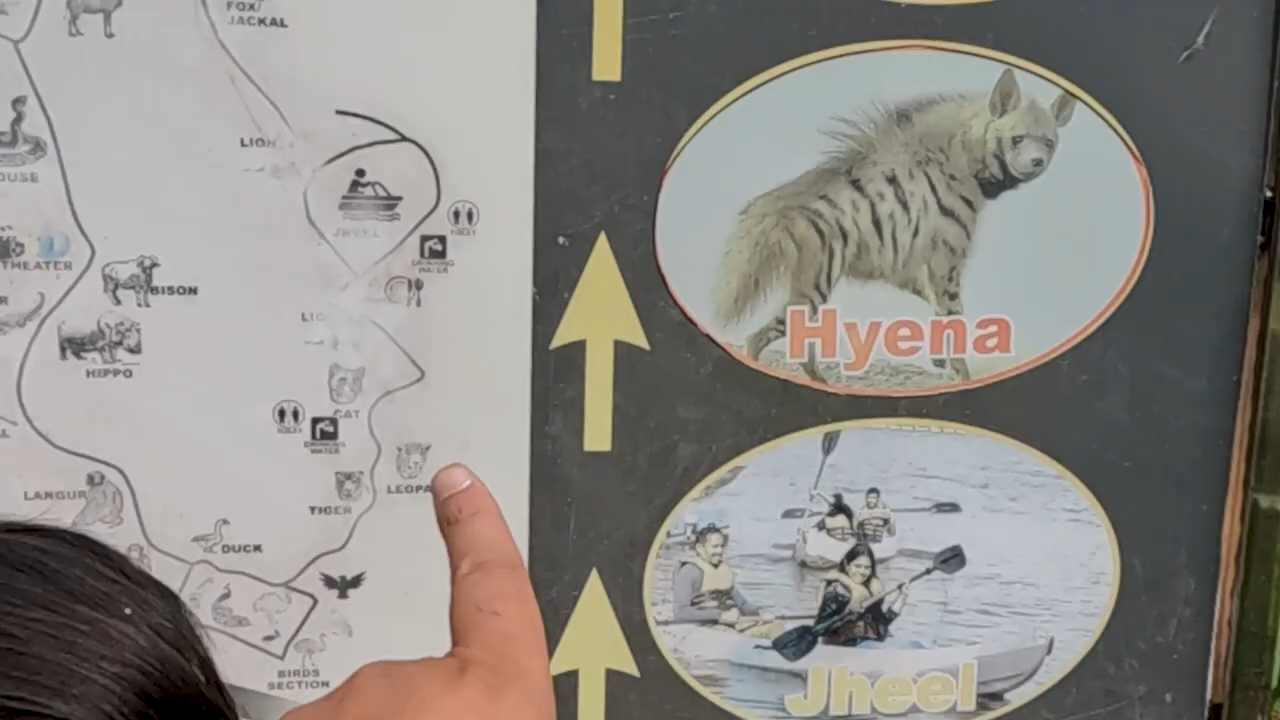 FOX/
JACKAL
LION
OUSE
JHEEL
TOILET
DRINKING
WATER
THEATER
BISON
R
LIO
HIPPO
CAT
TOILET
DRINKING
WATER
LEOPA
LANGUR
TIGER
DUCK
BIRDS
SECTION
Hyena
Jheel